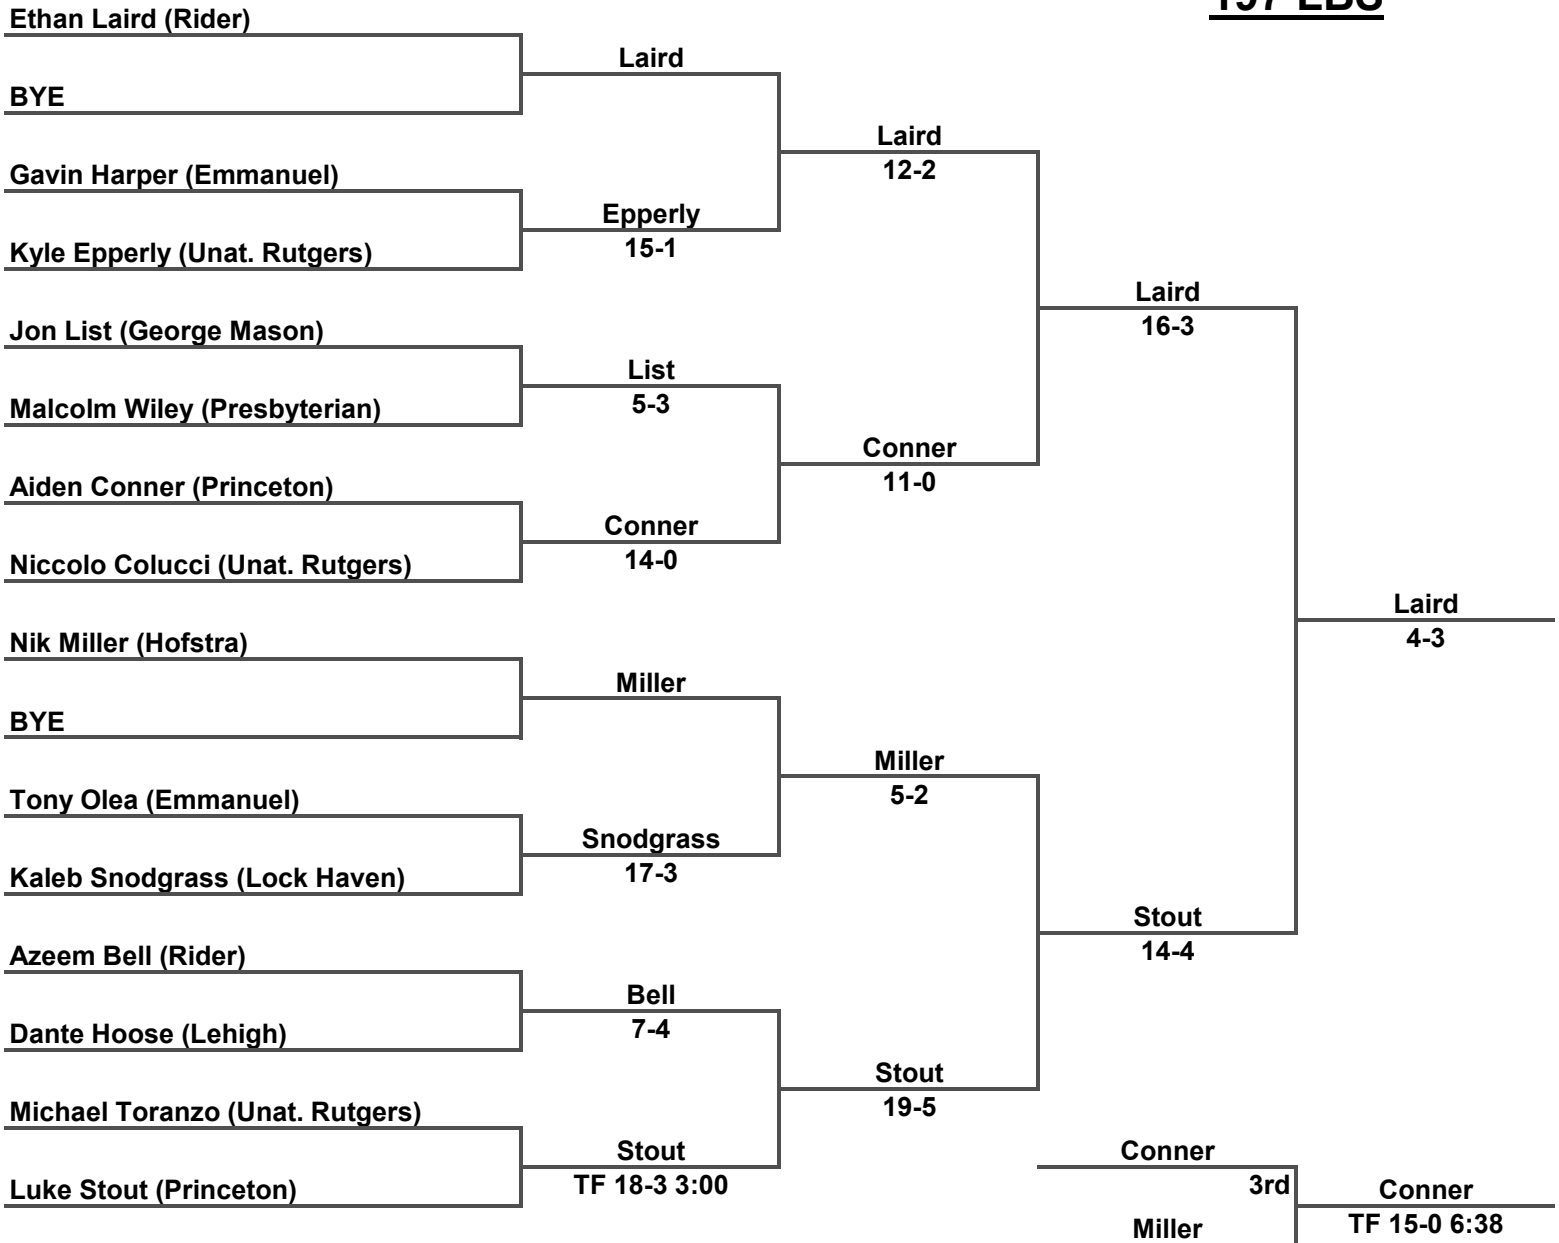 197 LBS
Ethan Laird (Rider)
Laird
BYE
Laird
12-2
Gavin Harper (Emmanuel)
Epperly
15-1
Kyle Epperly (Unat. Rutgers)
Laird
16-3
Jon List (George Mason)
List
5-3
Malcolm Wiley (Presbyterian)
Conner
11-0
Aiden Conner (Princeton)
Conner
14-0
Niccolo Colucci (Unat. Rutgers)
Laird
4-3
Nik Miller (Hofstra)
Miller
BYE
Miller
5-2
Tony Olea (Emmanuel)
Snodgrass
17-3
Kaleb Snodgrass (Lock Haven)
Stout
14-4
Azeem Bell (Rider)
Bell
7-4
Dante Hoose (Lehigh)
Stout
19-5
Michael Toranzo (Unat. Rutgers)
Stout
TF 18-3 3:00
Luke Stout (Princeton)
Conner
3rd
Conner
TF 15-0 6:38
Miller